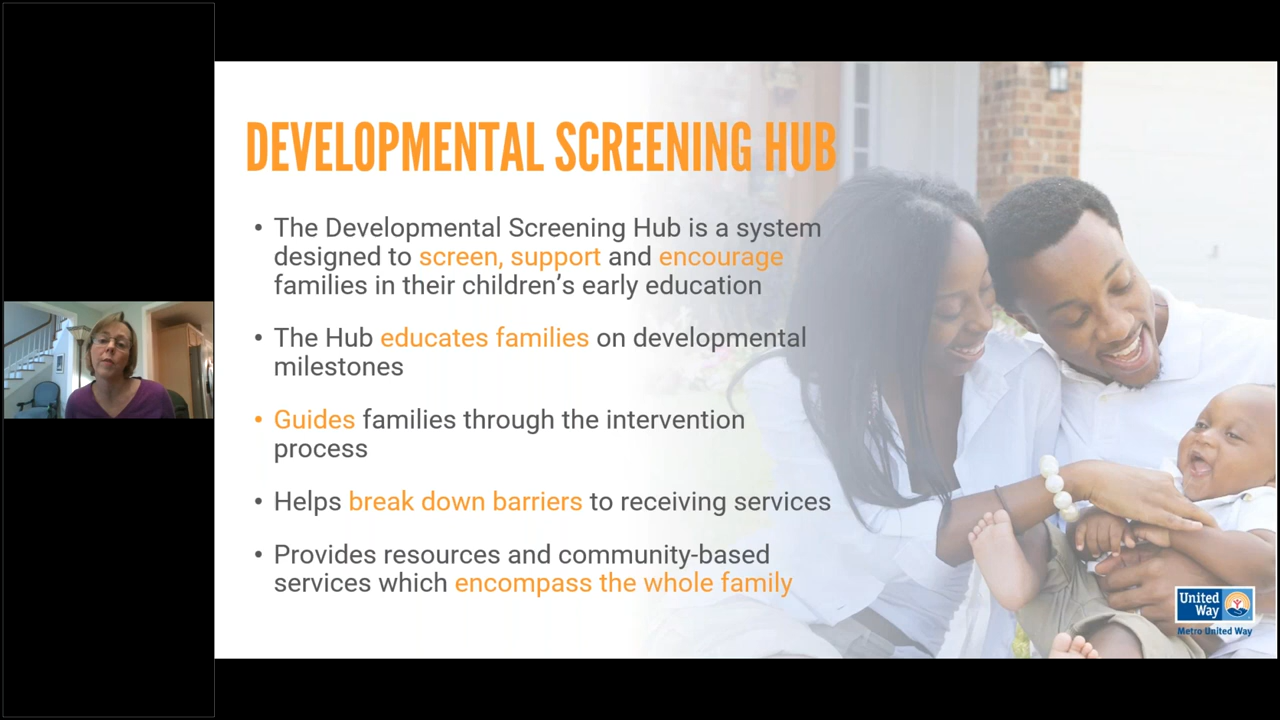 DEVELOPMENTAL SCREENING HUB
• The Developmental Screening Hub is a system
designed to screen, support and encourage
families in their children’s early education
• The Hub educates families on developmental
milestones
• Guides families through the intervention
process
• Helps break down barriers to receiving services
• Provides resources and community-based
services which encompass the whole family
United
Way
Metro United Way